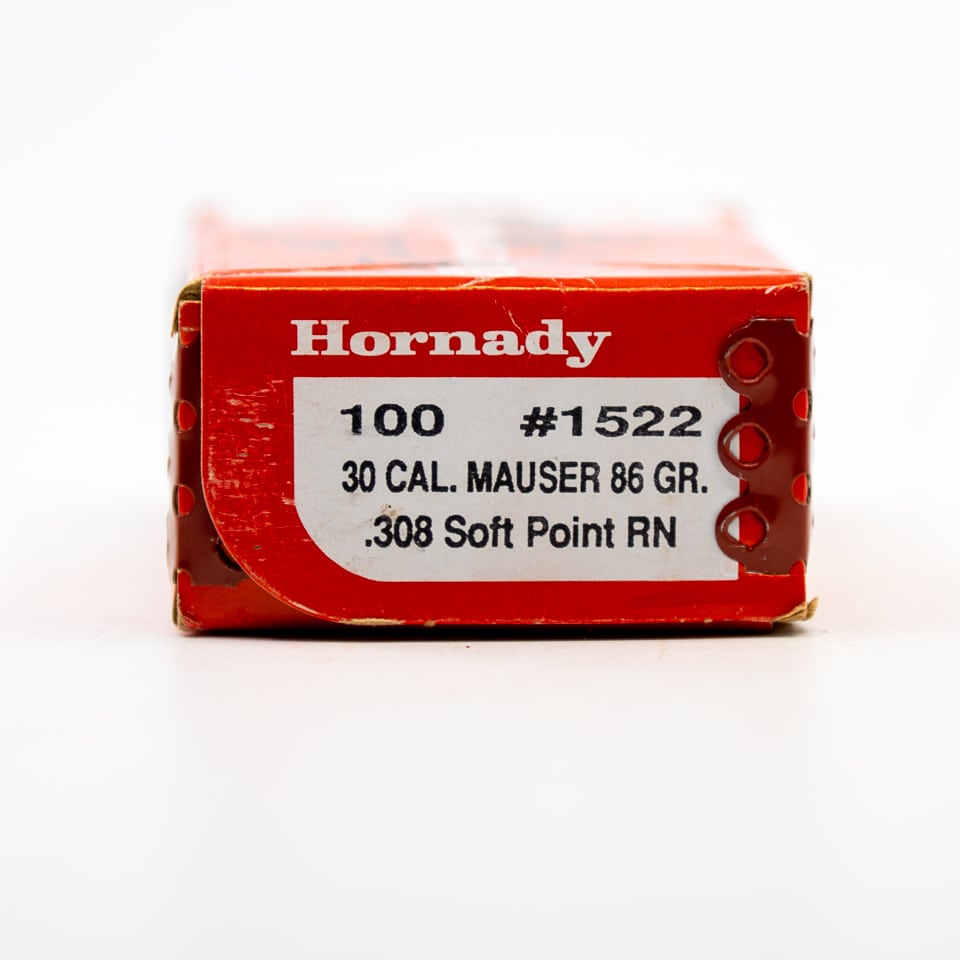 Hornady
100 #1522
30 CAL. MAUSER 86 GR.
.308 Soft Point RN